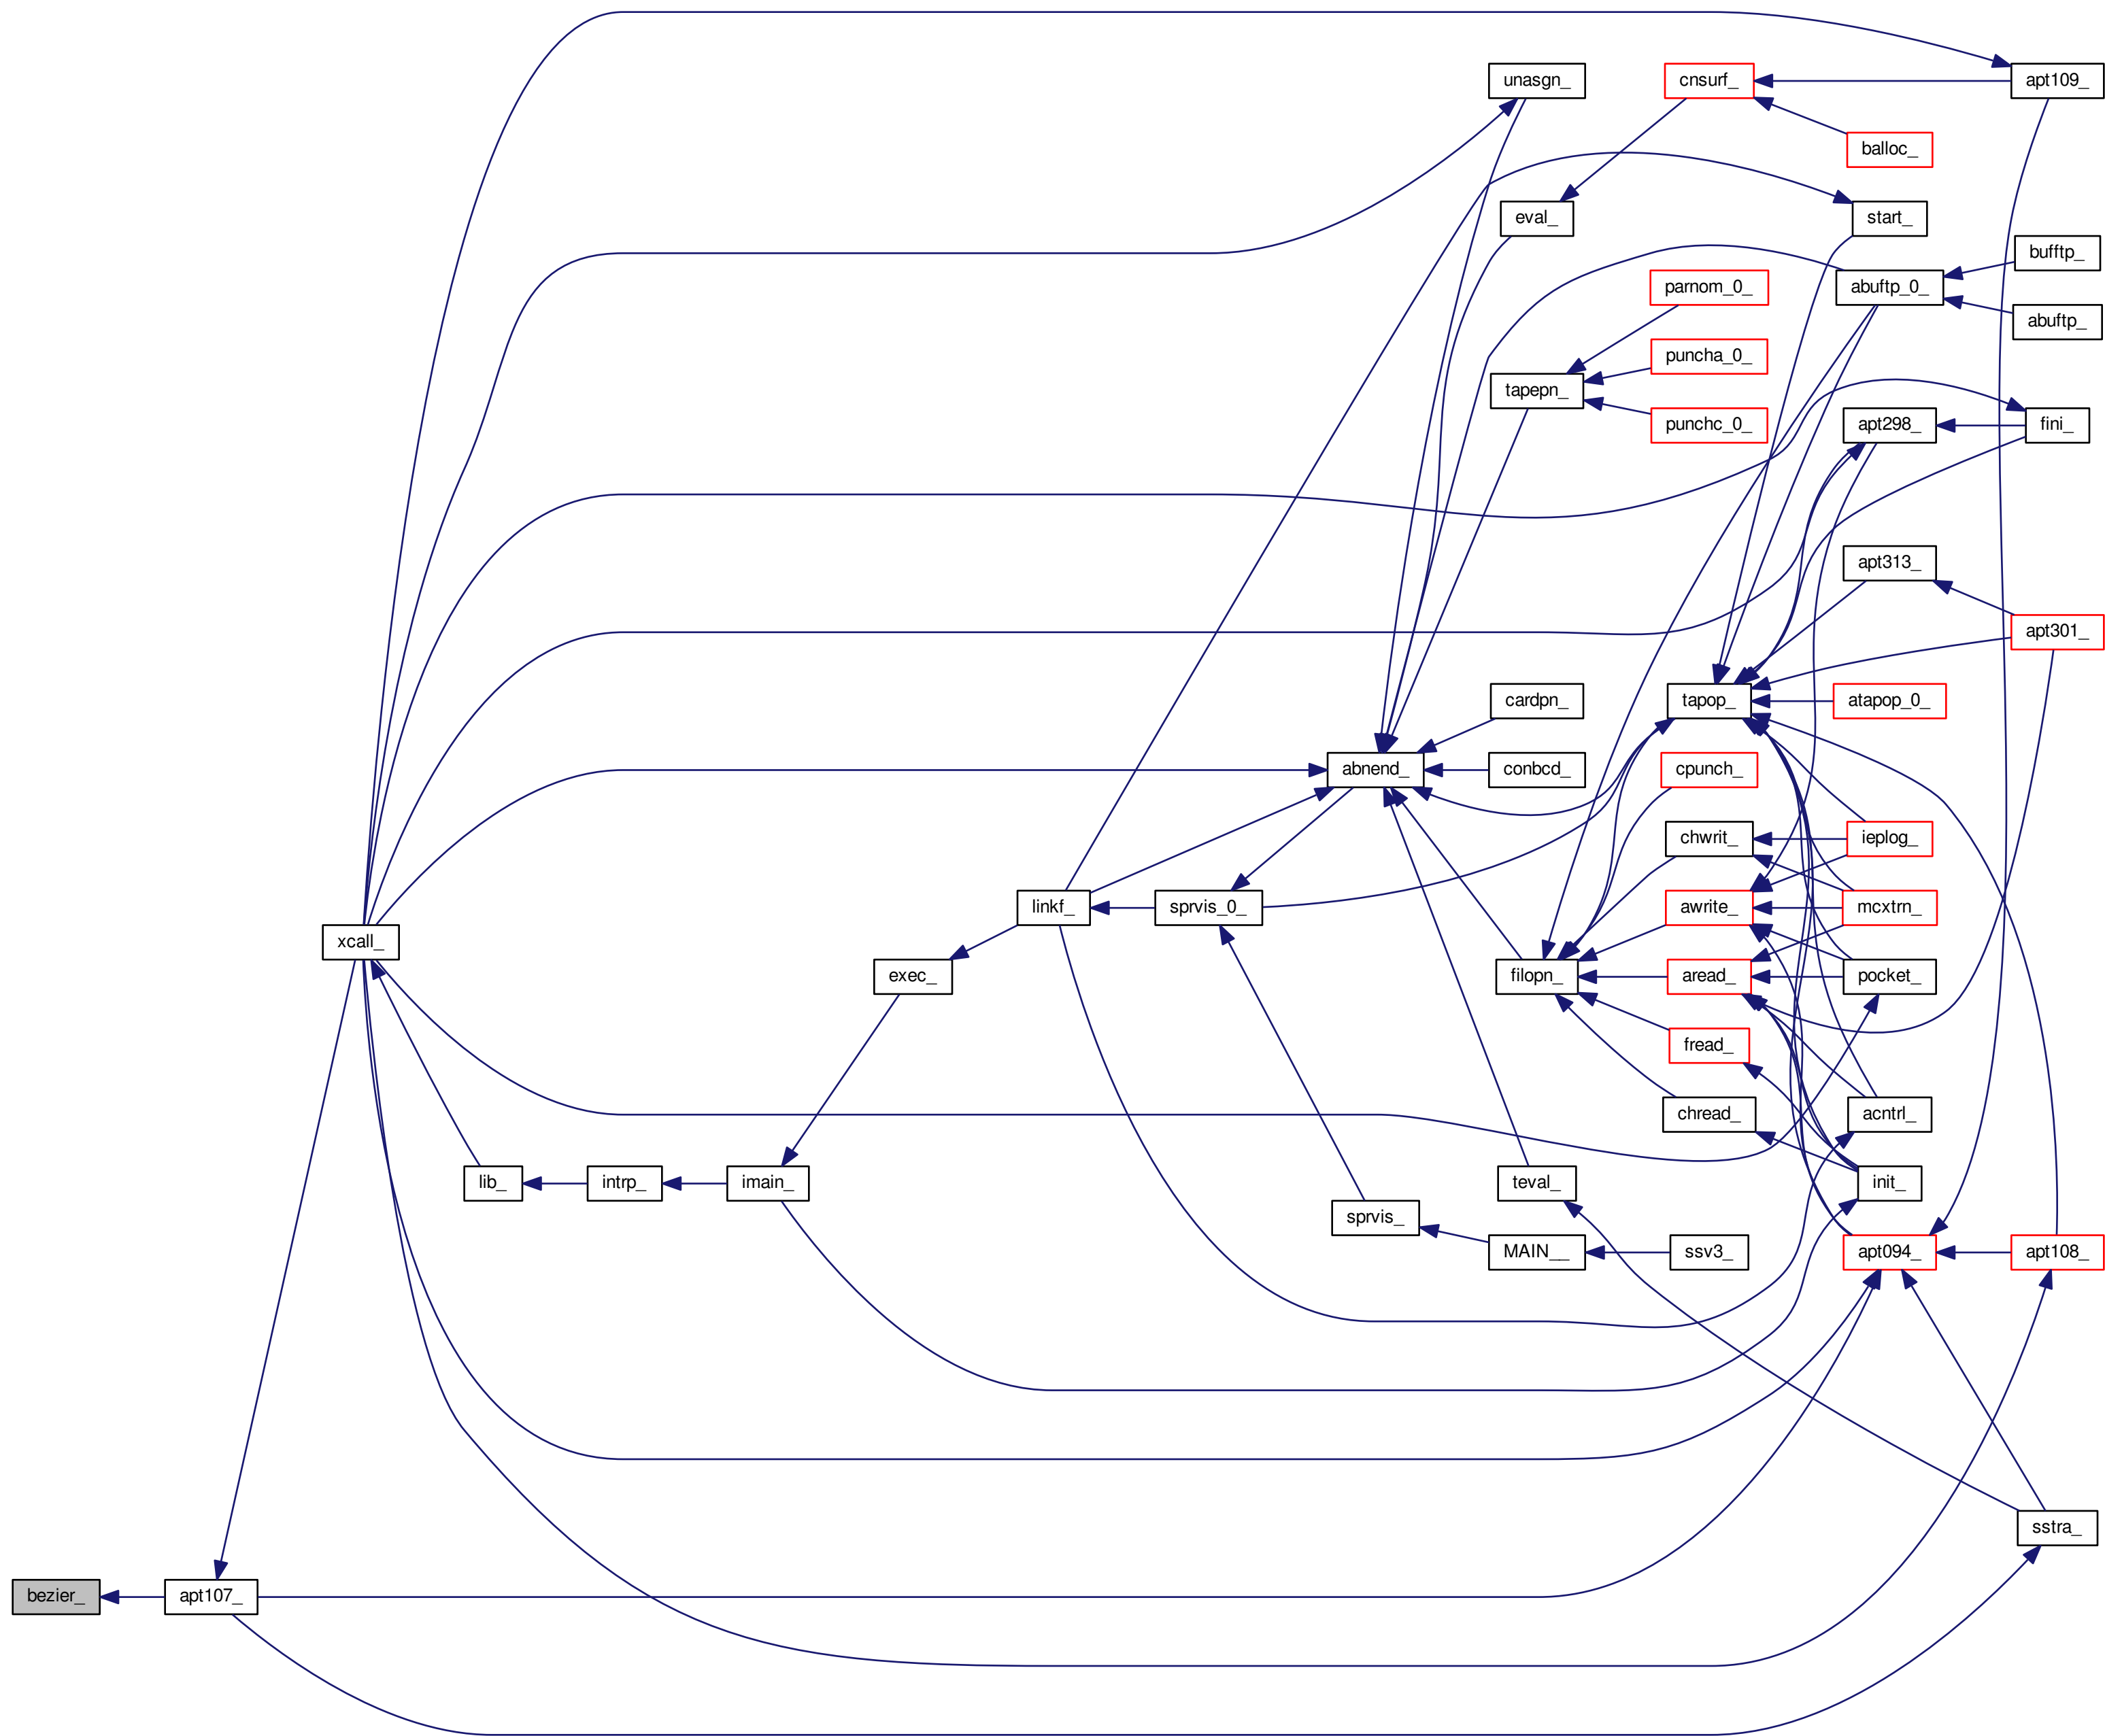 unasgn_
cnsurf_
apt109_
balloc_
eval_
start_
bufftp_
parnom_0_
abuftp_0_
abuftp_
puncha_0_
tapepn_
punchc_0_
apt298_
fini_
apt313_
apt301_
cardpn_
tapop_
atapop_0_
abnend_
conbcd_
cpunch_
chwrit_
ieplog_
linkf_
sprvis_0_
awrite_
mcxtrn_
xcall_
exec_
filopn_
aread_
pocket_
fread_
chread_
acntrl_
lib_
intrp_
imain_
teval_
init_
sprvis_
MAIN__
ssv3_
apt094_
apt108_
sstra_
bezier_
apt107_